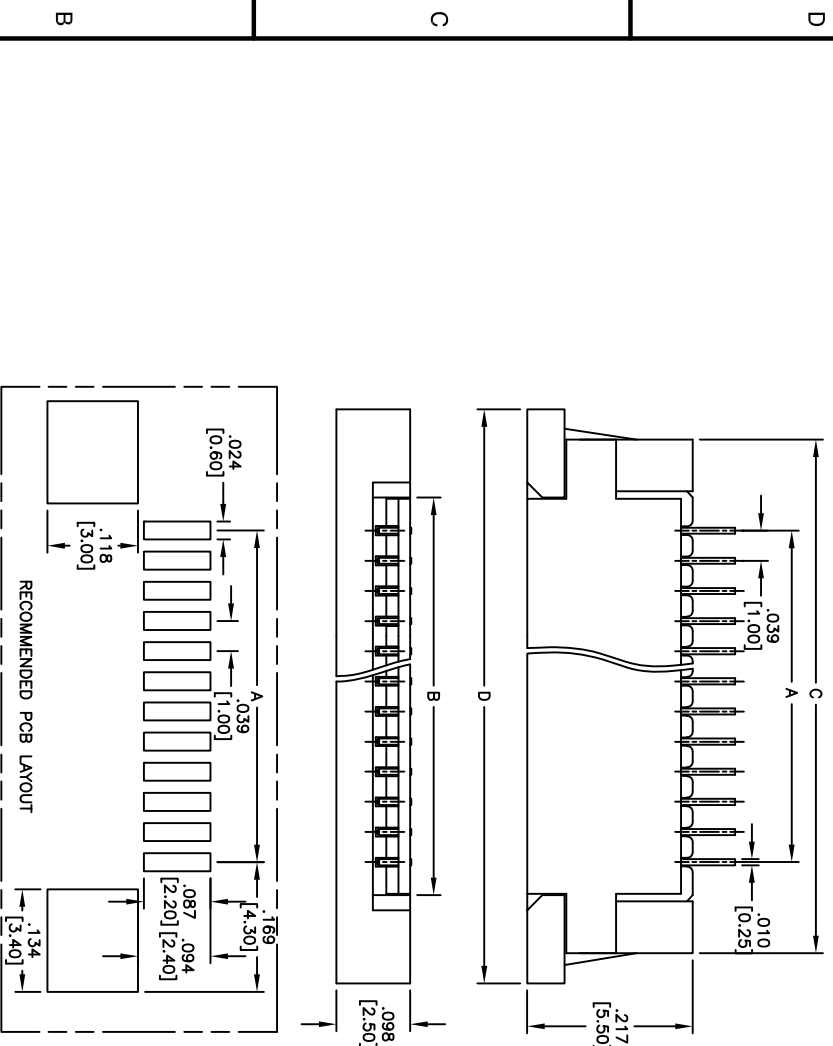 B
C
D
C
A
.039
[1.00]
.010
[0.25]
.217
[5.50]
D
B
.098
[2.50]
.024
[0.60]
A
.039
[1.00]
.118
[3.00]
.169
[4.30]
.087
[2.20]
.094
[2.40]
.134
[3.40]
RECOMMENDED PCB LAYOUT